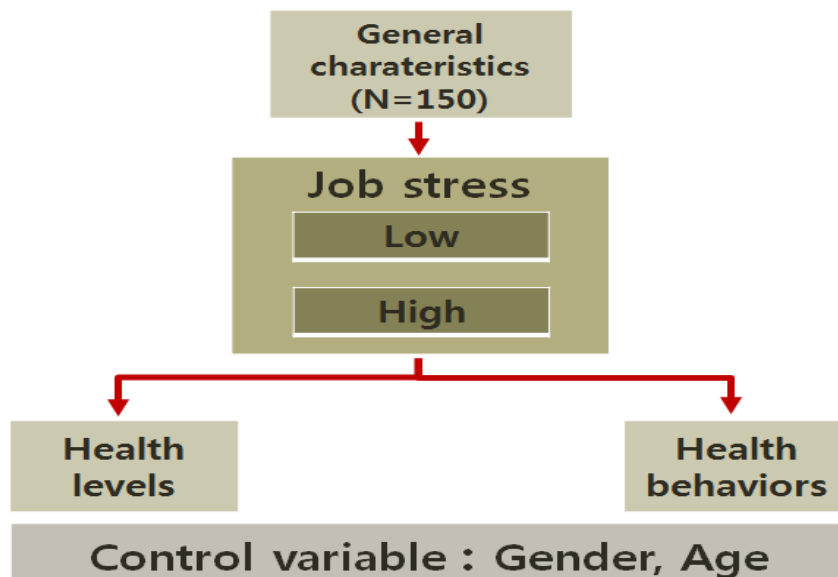 General
charateristics
(N=150)
Job stress
Low
High
Health
levels
Health
behaviors
Control variable : Gender, Age